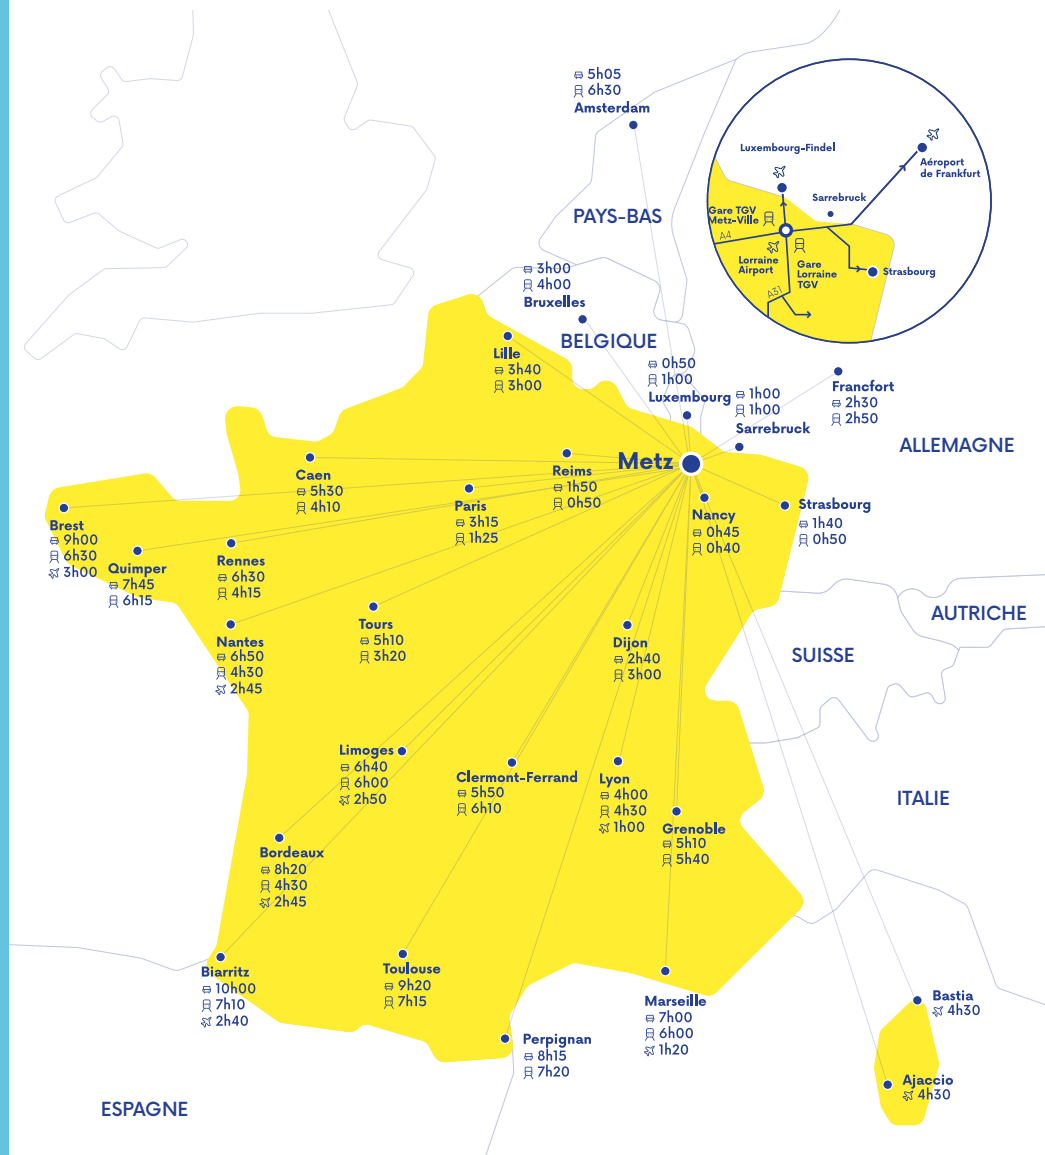 5h05
6h30
Amsterdam
PAYS-BAS
Luxembourg-Findel
Aéroport
de Frankfurt
Sarrebruck
Gare TGV
Metz-Ville
A4
Lorraine
Airport
Gare
Lorraine
TGV
Strasbourg
A31
3h00
4h00
Bruxelles
BELGIQUE
Lille
3h40
3h00
0h50
1h00
Luxembourg
1h00
1h00
Sarrebruck
Francfort
2h30
2h50
ALLEMAGNE
Metz
Caen
5h30
4h10
Reims
1h50
0h50
Paris
3h15
1h25
Nancy
0h45
0h40
Strasbourg
1h40
0h50
Brest
9h00
6h30
3h00
Quimper
7h45
6h15
Rennes
6h30
4h15
Nantes
6h50
4h30
2h45
Tours
5h10
3h20
Dijon
2h40
3h00
AUTRICHE
SUISSE
Limoges
6h40
6h00
2h50
Clermont-Ferrand
5h50
6h10
Lyon
4h00
4h30
1h00
Grenoble
5h10
5h40
ITALIE
Bordeaux
8h20
4h30
2h45
Biarritz
10h00
7h10
2h40
Toulouse
9h20
7h15
Marseille
7h00
6h00
1h20
Perpignan
8h15
7h20
Bastia
4h30
Ajaccio
4h30
ESPAGNE